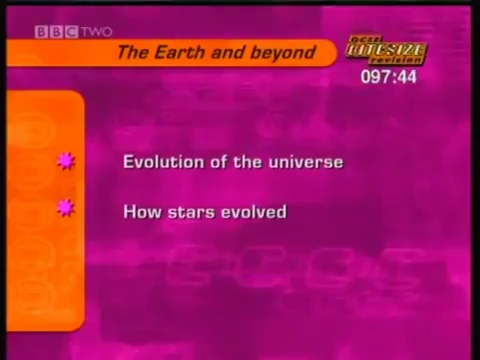 BBC TWO
The Earth and beyond
GCSE
BITESIZE
revision
097:44
Evolution of the universe
How stars evolved